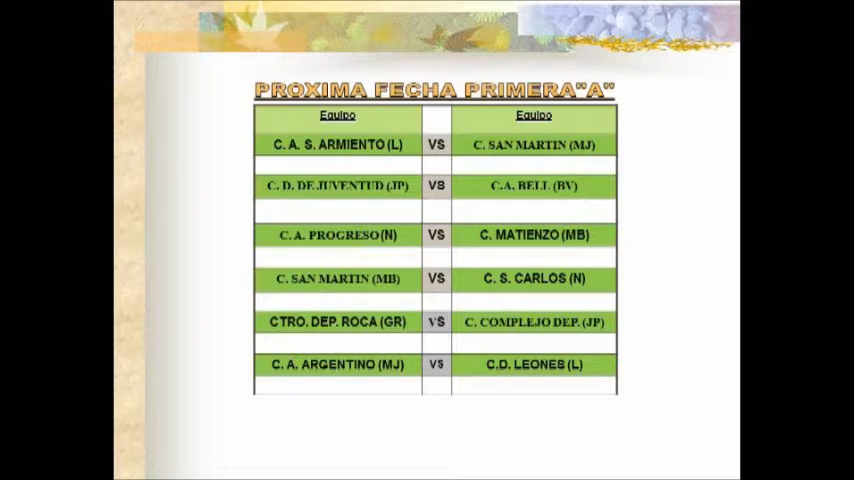 PROXIMA FECHA PRIMERA"A"
Equipo Equipo
C. A. S. ARMIENTO (L) VS C. SAN MARTIN (MJ)
C. D. DE JUVENTUD (JP) VS C.A. BELL (BV)
C. A. PROGRESO (N) VS C. MATIENZO (MB)
C. SAN MARTIN (MB) VS C. S. CARLOS (N)
CTRO. DEP. ROCA (GR) VS C. COMPLEJO DEP. (JP)
C. A. ARGENTINO (MJ) VS C.D. LEONES (L)